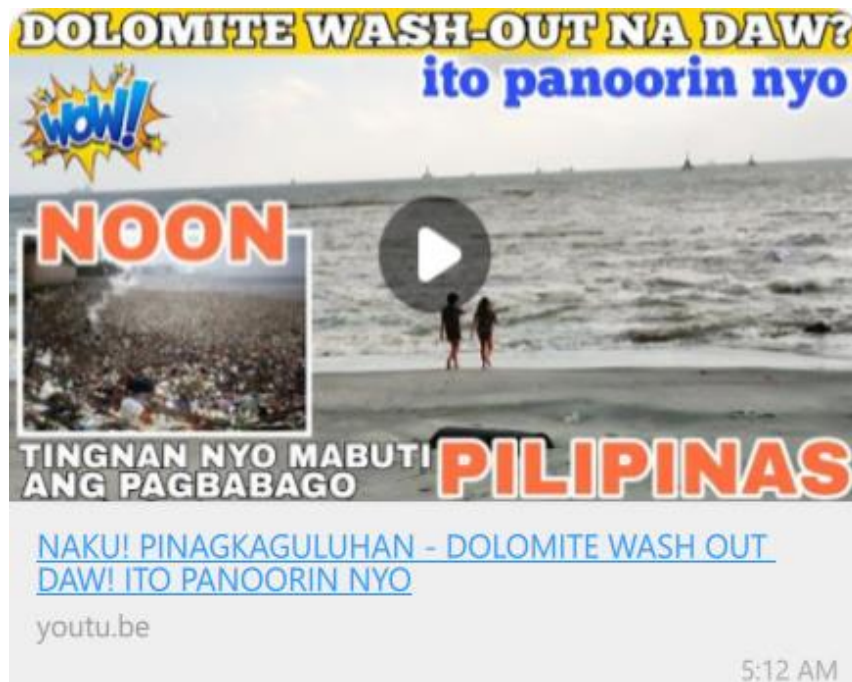 DOLOMITE WASH-OUT NA DAW?
ito panoorin nyo
WOW!
NOON
TINGNAN NYO MABUTI
ANG PAGBABAGO
PILIPINAS
NAKU! PINAGKAGULUHAN - DOLOMITE WASH OUT
DAW! ITO PANOORIN NYO
youtu.be
5:12 AM